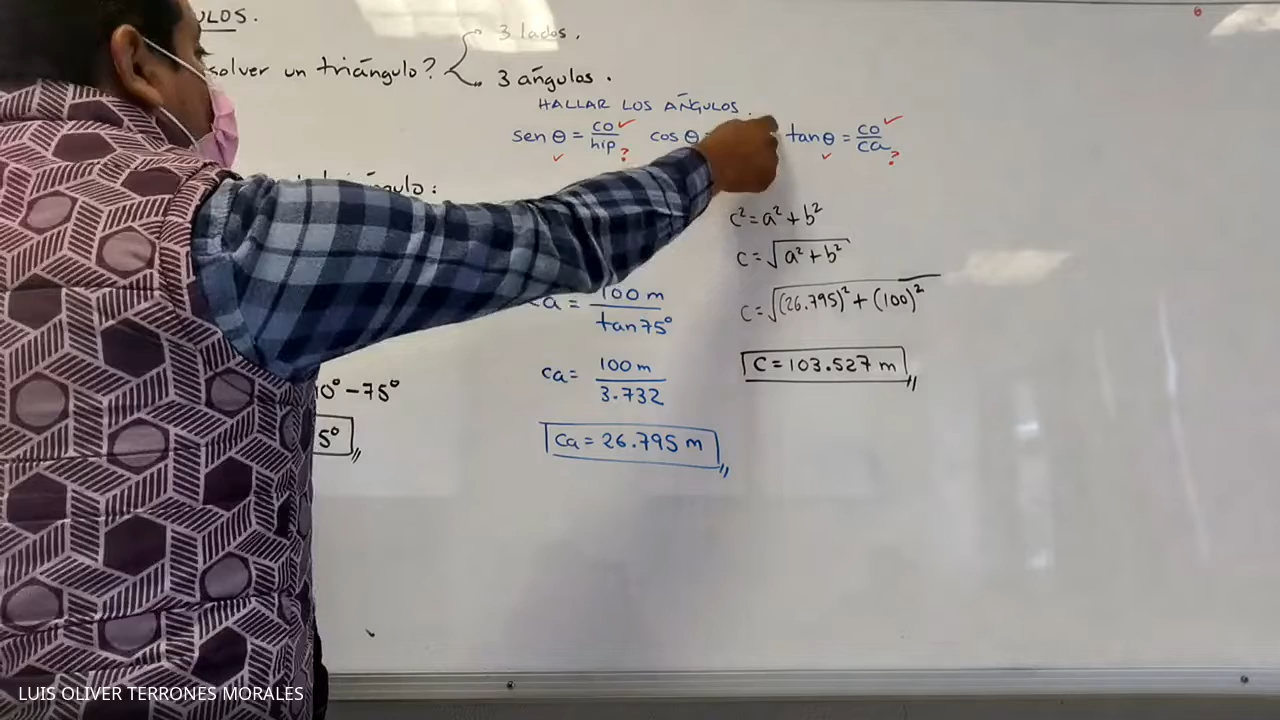 ULOS.
solver un triángulo?
3 lados.
3 ángulos.
HALLAR LOS ÁNGULOS.
sen θ = co/hip ? cos θ = tan θ = co/ca ?
c² = a² + b²
c = √a² + b²
c = √(26.795)² + (100)²
C = 103.527 m
ca = 100 m / tan 75°
ca = 100 m / 3.732
Ca = 26.795 m
0° - 75°
5°
LUIS OLIVER TERRONES MORALES